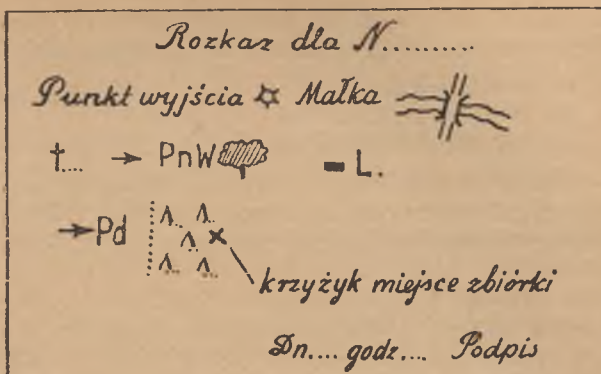 Rozkaz dla N..........
Punkt wyjścia Małka
t.... → PnW L.
→ Pd
krzyżyk miejsce zbiórki
Dn.... godz.... Podpis